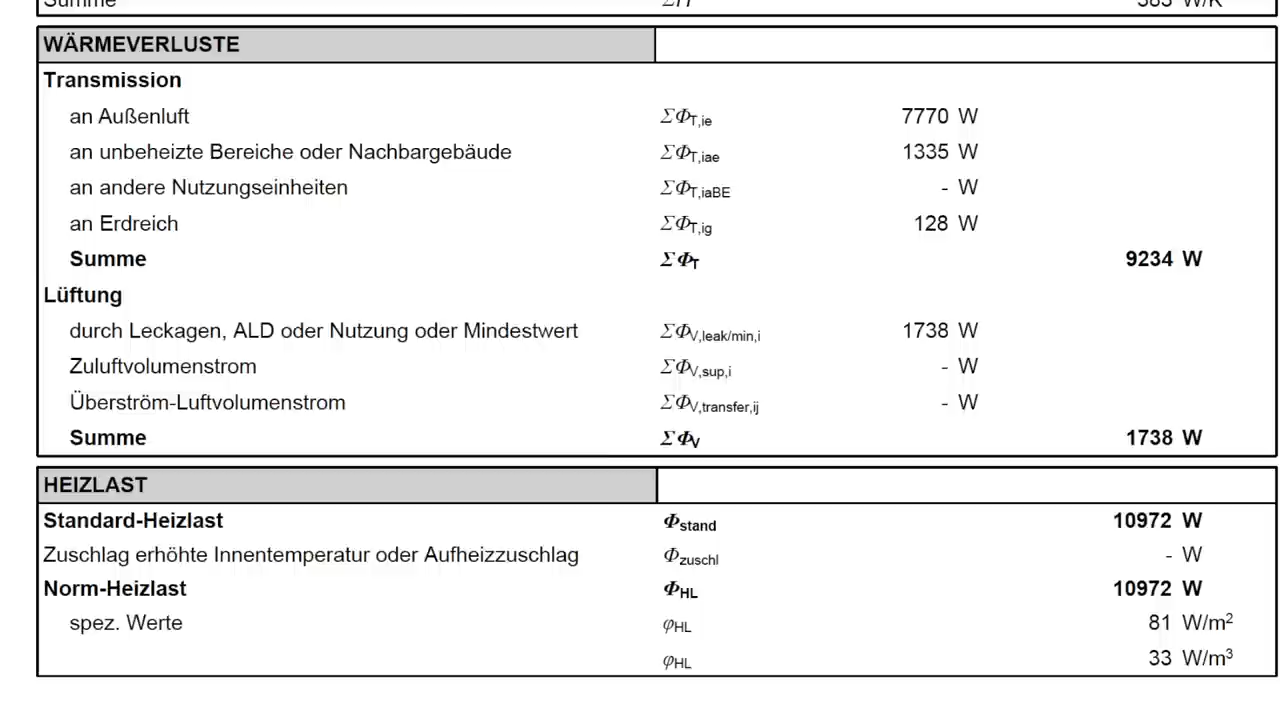 Summe ΣH 383 W/K
WÄRMEVERLUSTE
Transmission
an Außenluft ΣΦT,ie 7770 W
an unbeheizte Bereiche oder Nachbargebäude ΣΦT,iae 1335 W
an andere Nutzungseinheiten ΣΦT,iaBE - W
an Erdreich ΣΦT,ig 128 W
Summe ΣΦT 9234 W
Lüftung
durch Leckagen, ALD oder Nutzung oder Mindestwert ΣΦV,leak/min,i 1738 W
Zuluftvolumenstrom ΣΦV,sup,i - W
Überström-Luftvolumenstrom ΣΦV,transfer,ij - W
Summe ΣΦV 1738 W
HEIZLAST
Standard-Heizlast Φstand 10972 W
Zuschlag erhöhte Innentemperatur oder Aufheizzuschlag Φzuschl - W
Norm-Heizlast ΦHL 10972 W
spez. Werte φHL 81 W/m²
φHL 33 W/m³